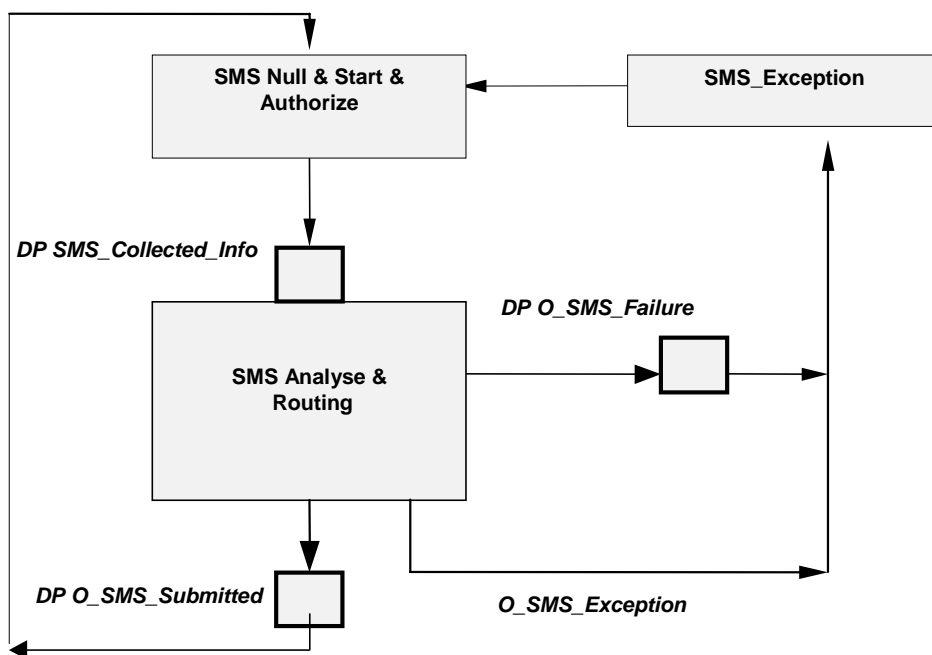 SMS Null & Start &
Authorize
SMS_Exception
DP SMS_Collected_Info
DP O_SMS_Failure
SMS Analyse &
Routing
DP O_SMS_Submitted
O_SMS_Exception